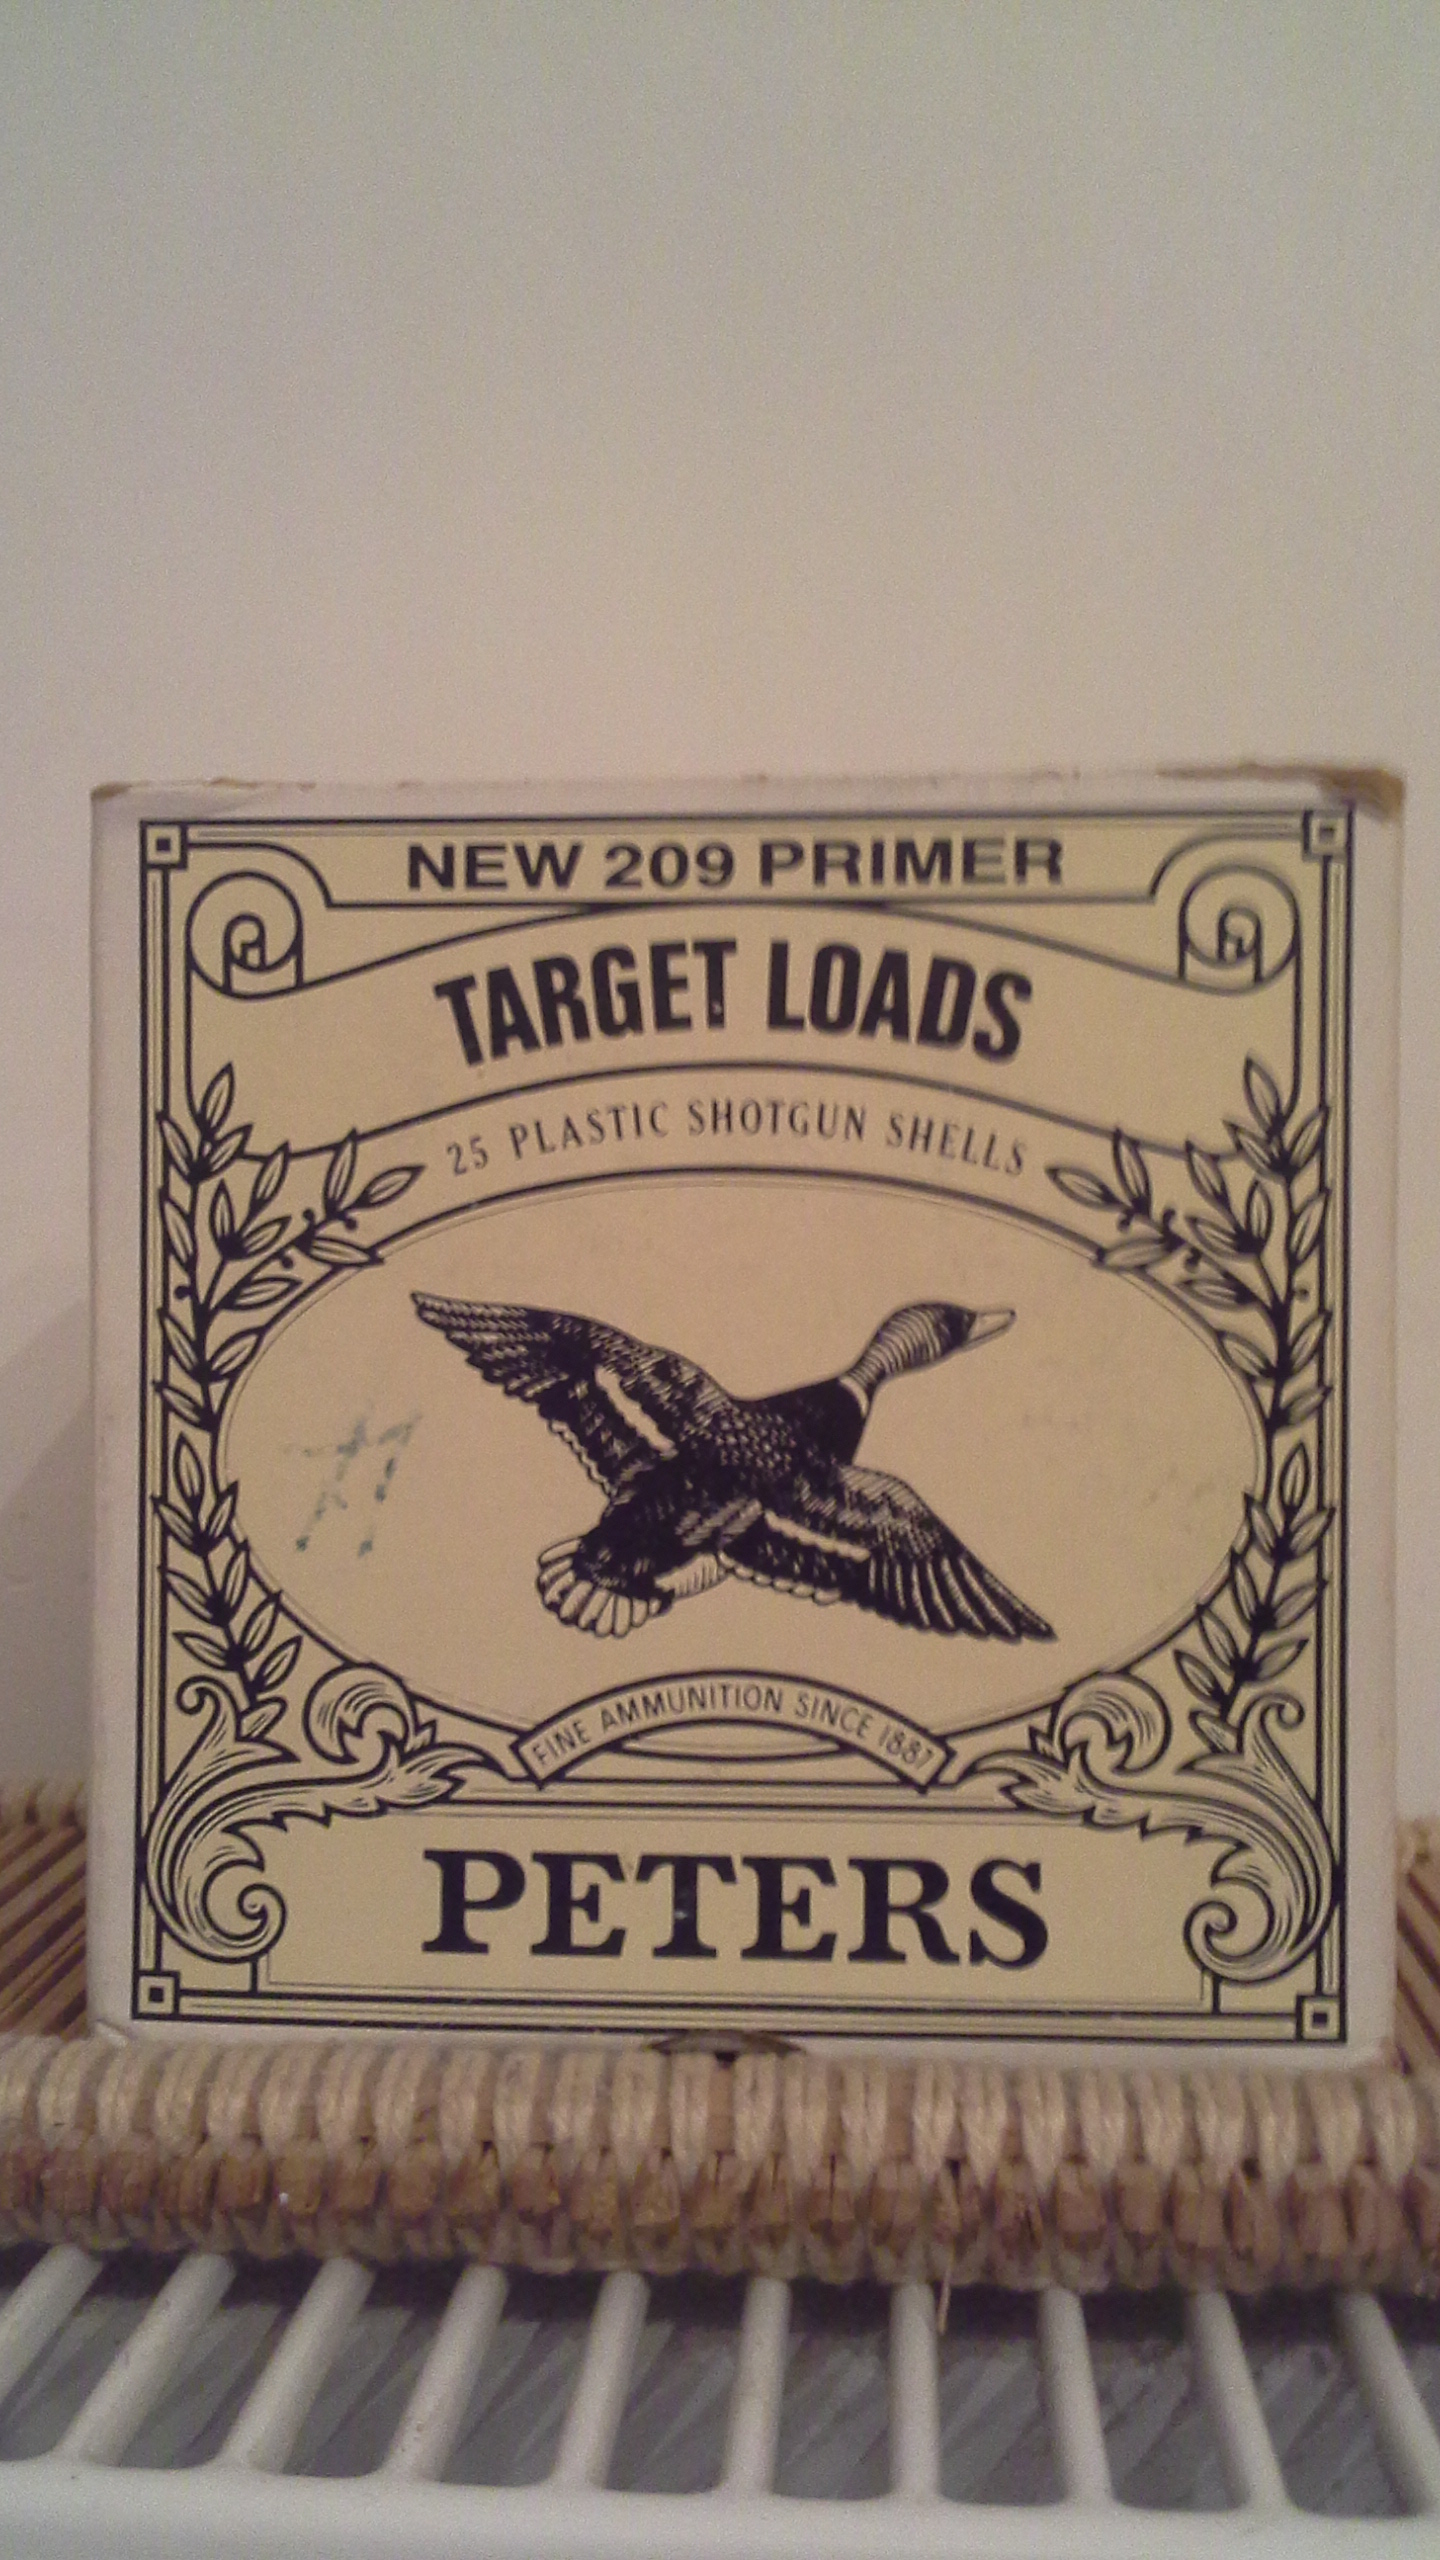 NEW 209 PRIMER
TARGET LOADS
25 PLASTIC SHOTGUN SHELLS
FINE AMMUNITION SINCE 1887
PETERS